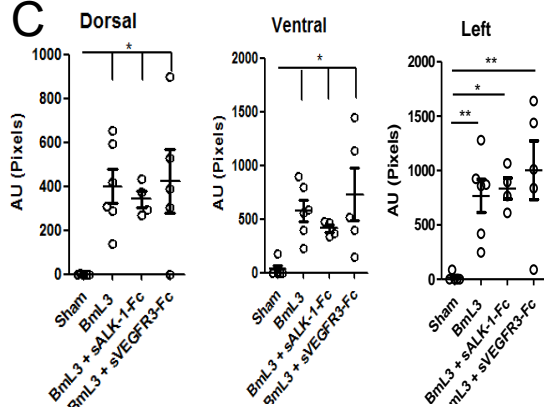 C
Dorsal
Ventral
Left
AU (Pixels)
1000
800
600
400
200
0
*
Sham
BmL3
BmL3 + sALK-1-Fc
BmL3 + sVEGFR3-Fc
AU (Pixels)
2000
1500
1000
500
0
*
Sham
BmL3
BmL3 + sALK-1-Fc
BmL3 + sVEGFR3-Fc
AU (Pixels)
2000
1500
1000
500
0
**
*
**
Sham
BmL3
BmL3 + sALK-1-Fc
mL3 + sVEGFR3-Fc